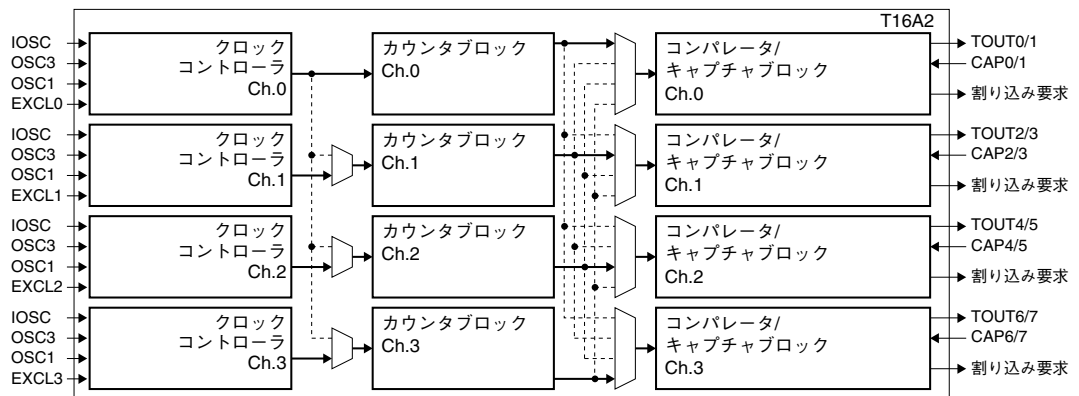 T16A2
IOSC
OSC3
OSC1
EXCL0
クロック
コントローラ
Ch.0
カウンタブロック
Ch.0
コンパレータ/
キャプチャブロック
Ch.0
TOUT0/1
CAP0/1
割り込み要求
IOSC
OSC3
OSC1
EXCL1
クロック
コントローラ
Ch.1
カウンタブロック
Ch.1
コンパレータ/
キャプチャブロック
Ch.1
TOUT2/3
CAP2/3
割り込み要求
IOSC
OSC3
OSC1
EXCL2
クロック
コントローラ
Ch.2
カウンタブロック
Ch.2
コンパレータ/
キャプチャブロック
Ch.2
TOUT4/5
CAP4/5
割り込み要求
IOSC
OSC3
OSC1
EXCL3
クロック
コントローラ
Ch.3
カウンタブロック
Ch.3
コンパレータ/
キャプチャブロック
Ch.3
TOUT6/7
CAP6/7
割り込み要求